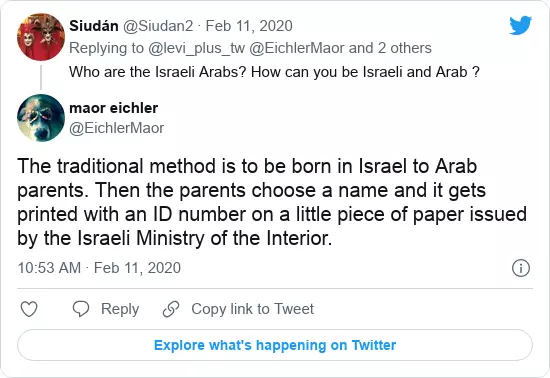 Siudán @Siudan2 · Feb 11, 2020
Replying to @levi_plus_tw @EichlerMaor and 2 others
Who are the Israeli Arabs? How can you be Israeli and Arab ?
maor eichler
@EichlerMaor
The traditional method is to be born in Israel to Arab
parents. Then the parents choose a name and it gets
printed with an ID number on a little piece of paper issued
by the Israeli Ministry of the Interior.
10:53 AM · Feb 11, 2020
Reply Copy link to Tweet
Explore what's happening on Twitter